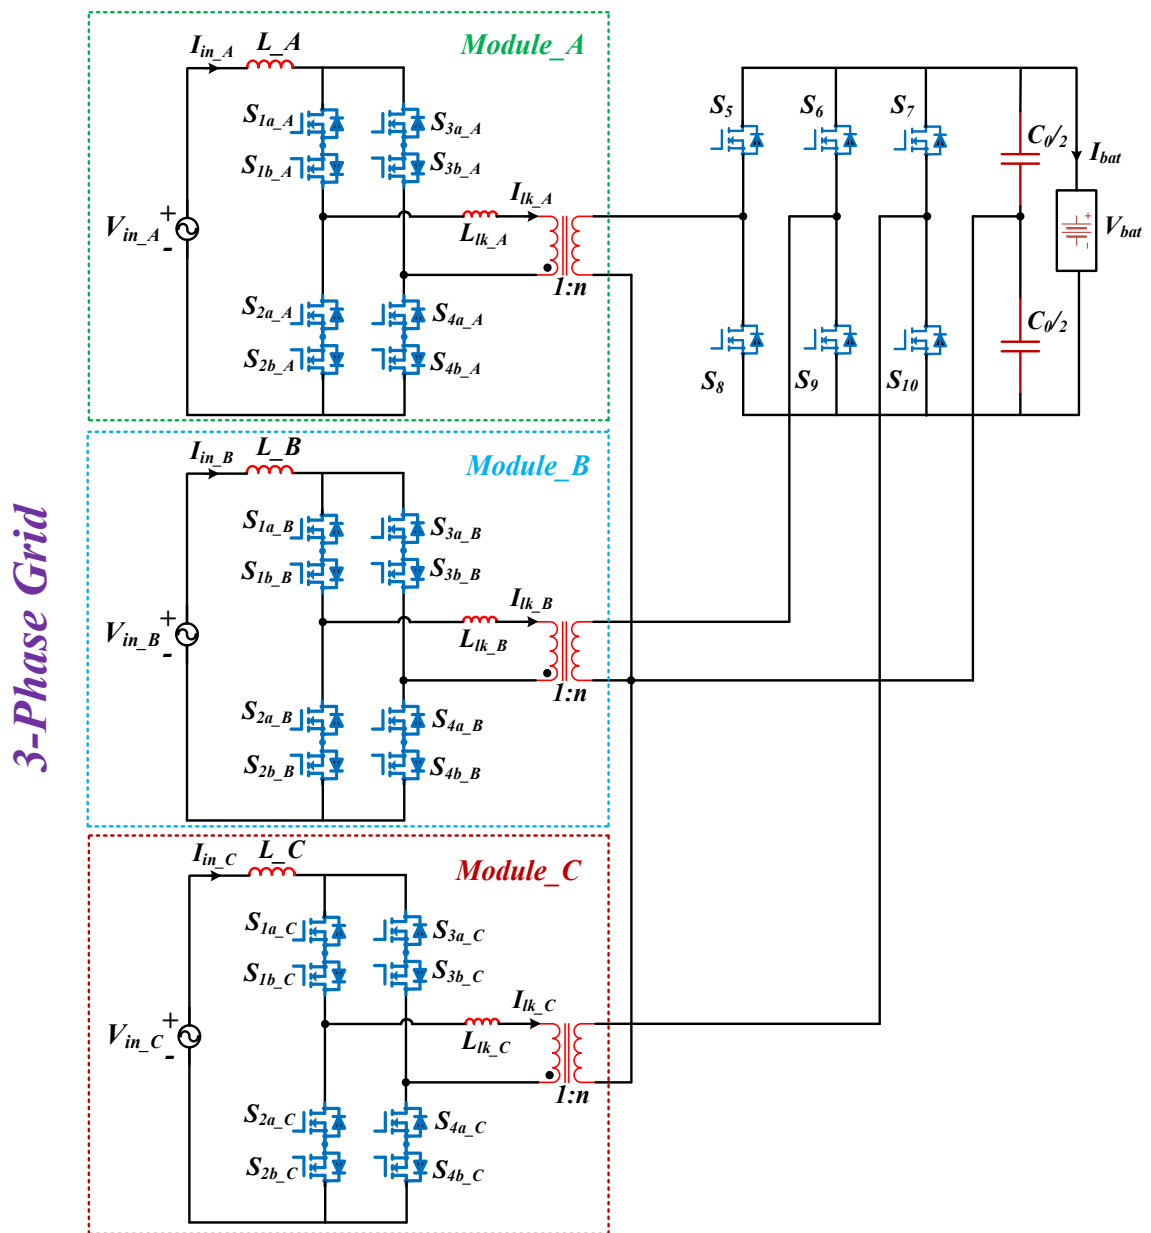 3-Phase Grid
Module_A
I_in_A
L_A
S_1a_A
S_3a_A
S_1b_A
S_3b_A
V_in_A
+
-
I_lk_A
L_lk_A
1:n
S_2a_A
S_4a_A
S_2b_A
S_4b_A
S_5
S_6
S_7
C_0/2
I_bat
V_bat
+
-
C_0/2
S_8
S_9
S_10
Module_B
I_in_B
L_B
S_1a_B
S_3a_B
S_1b_B
S_3b_B
V_in_B
+
-
I_lk_B
L_lk_B
1:n
S_2a_B
S_4a_B
S_2b_B
S_4b_B
Module_C
I_in_C
L_C
S_1a_C
S_3a_C
S_1b_C
S_3b_C
V_in_C
+
-
I_lk_C
L_lk_C
1:n
S_2a_C
S_4a_C
S_2b_C
S_4b_C